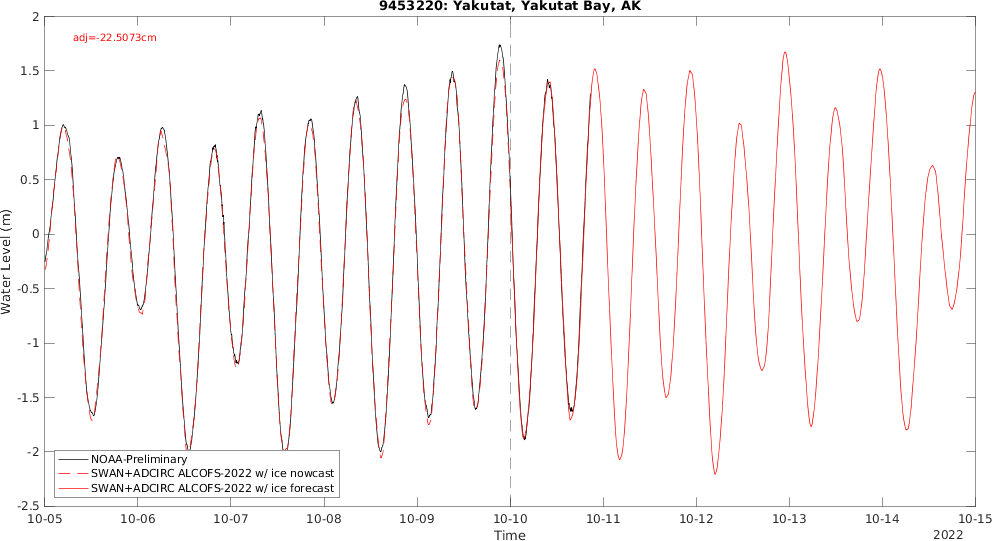 9453220: Yakutat, Yakutat Bay, AK
adj=-22.5073cm
2
1.5
1
0.5
0
-0.5
-1
-1.5
-2
-2.5
Water Level (m)
NOAA-Preliminary
SWAN+ADCIRC ALCOFS-2022 w/ ice nowcast
SWAN+ADCIRC ALCOFS-2022 w/ ice forecast
10-05 10-06 10-07 10-08 10-09 10-10 10-11 10-12 10-13 10-14 10-15
Time
2022